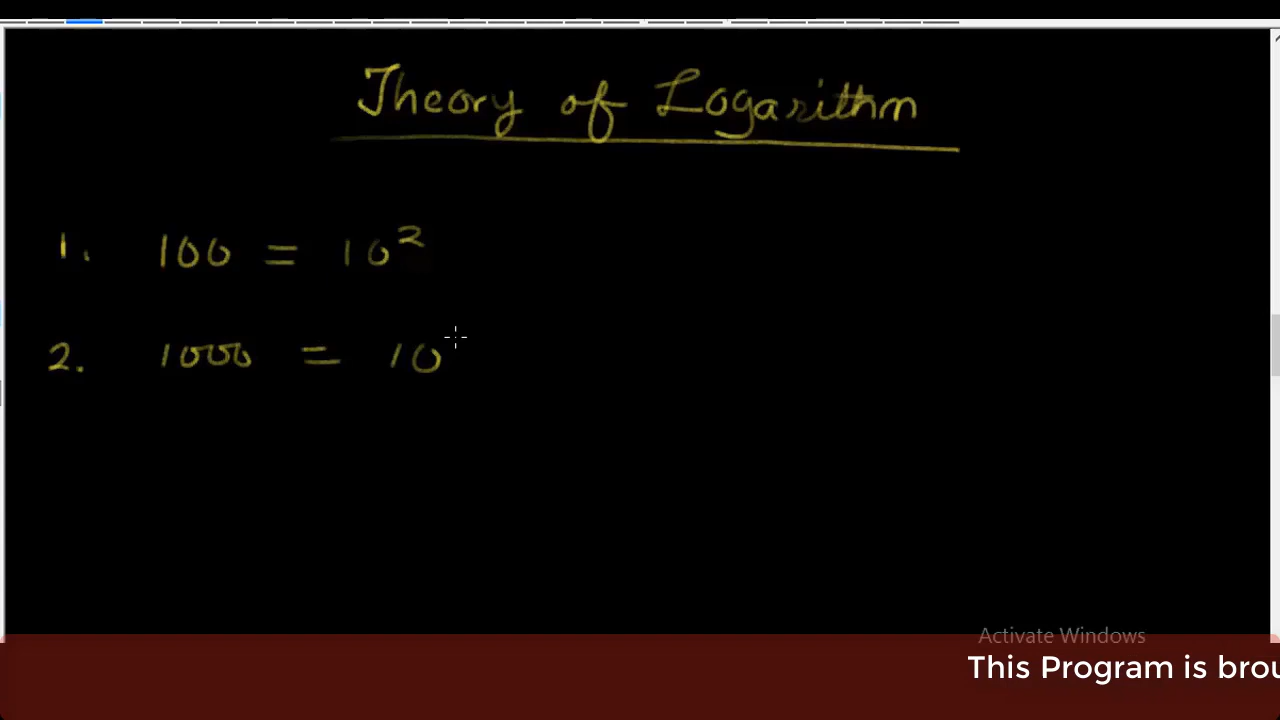 Theory of Logarithm
1. 100 = 10²
2. 1000 = 10
Activate Windows
This Program is brou